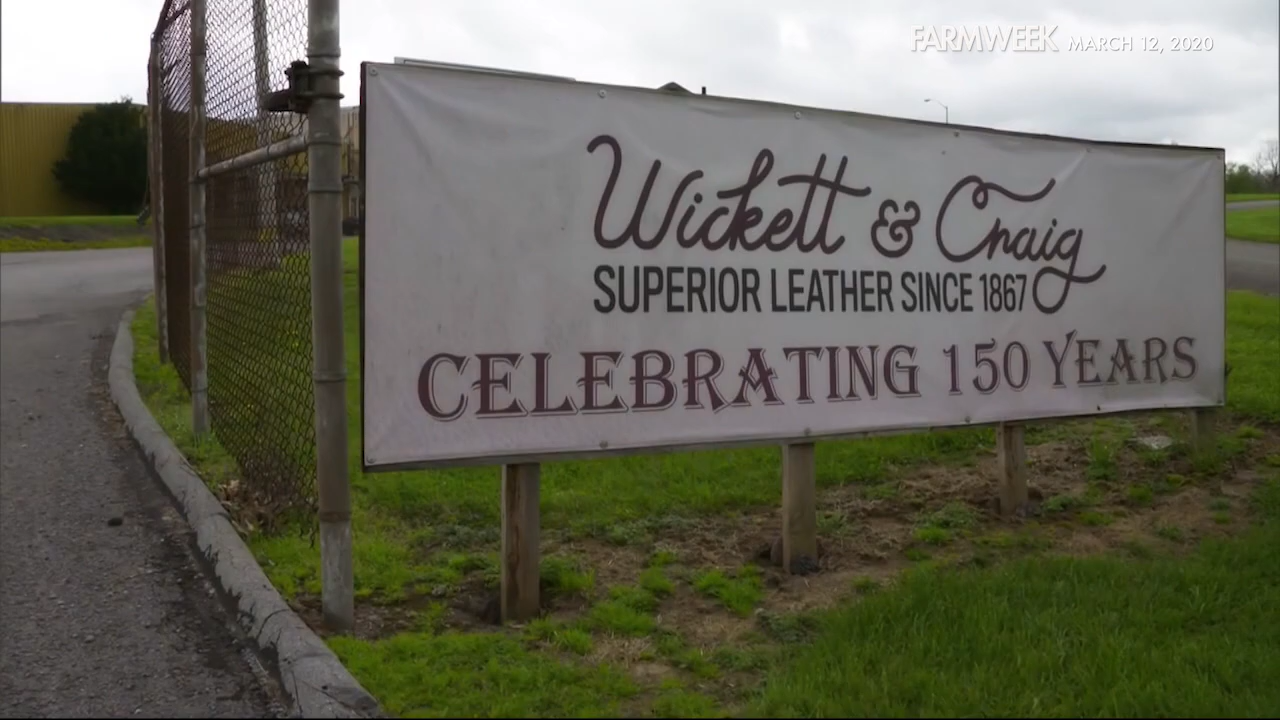 FARMWEEK MARCH 12, 2020
Wickett & Craig
SUPERIOR LEATHER SINCE 1867
CELEBRATING 150 YEARS